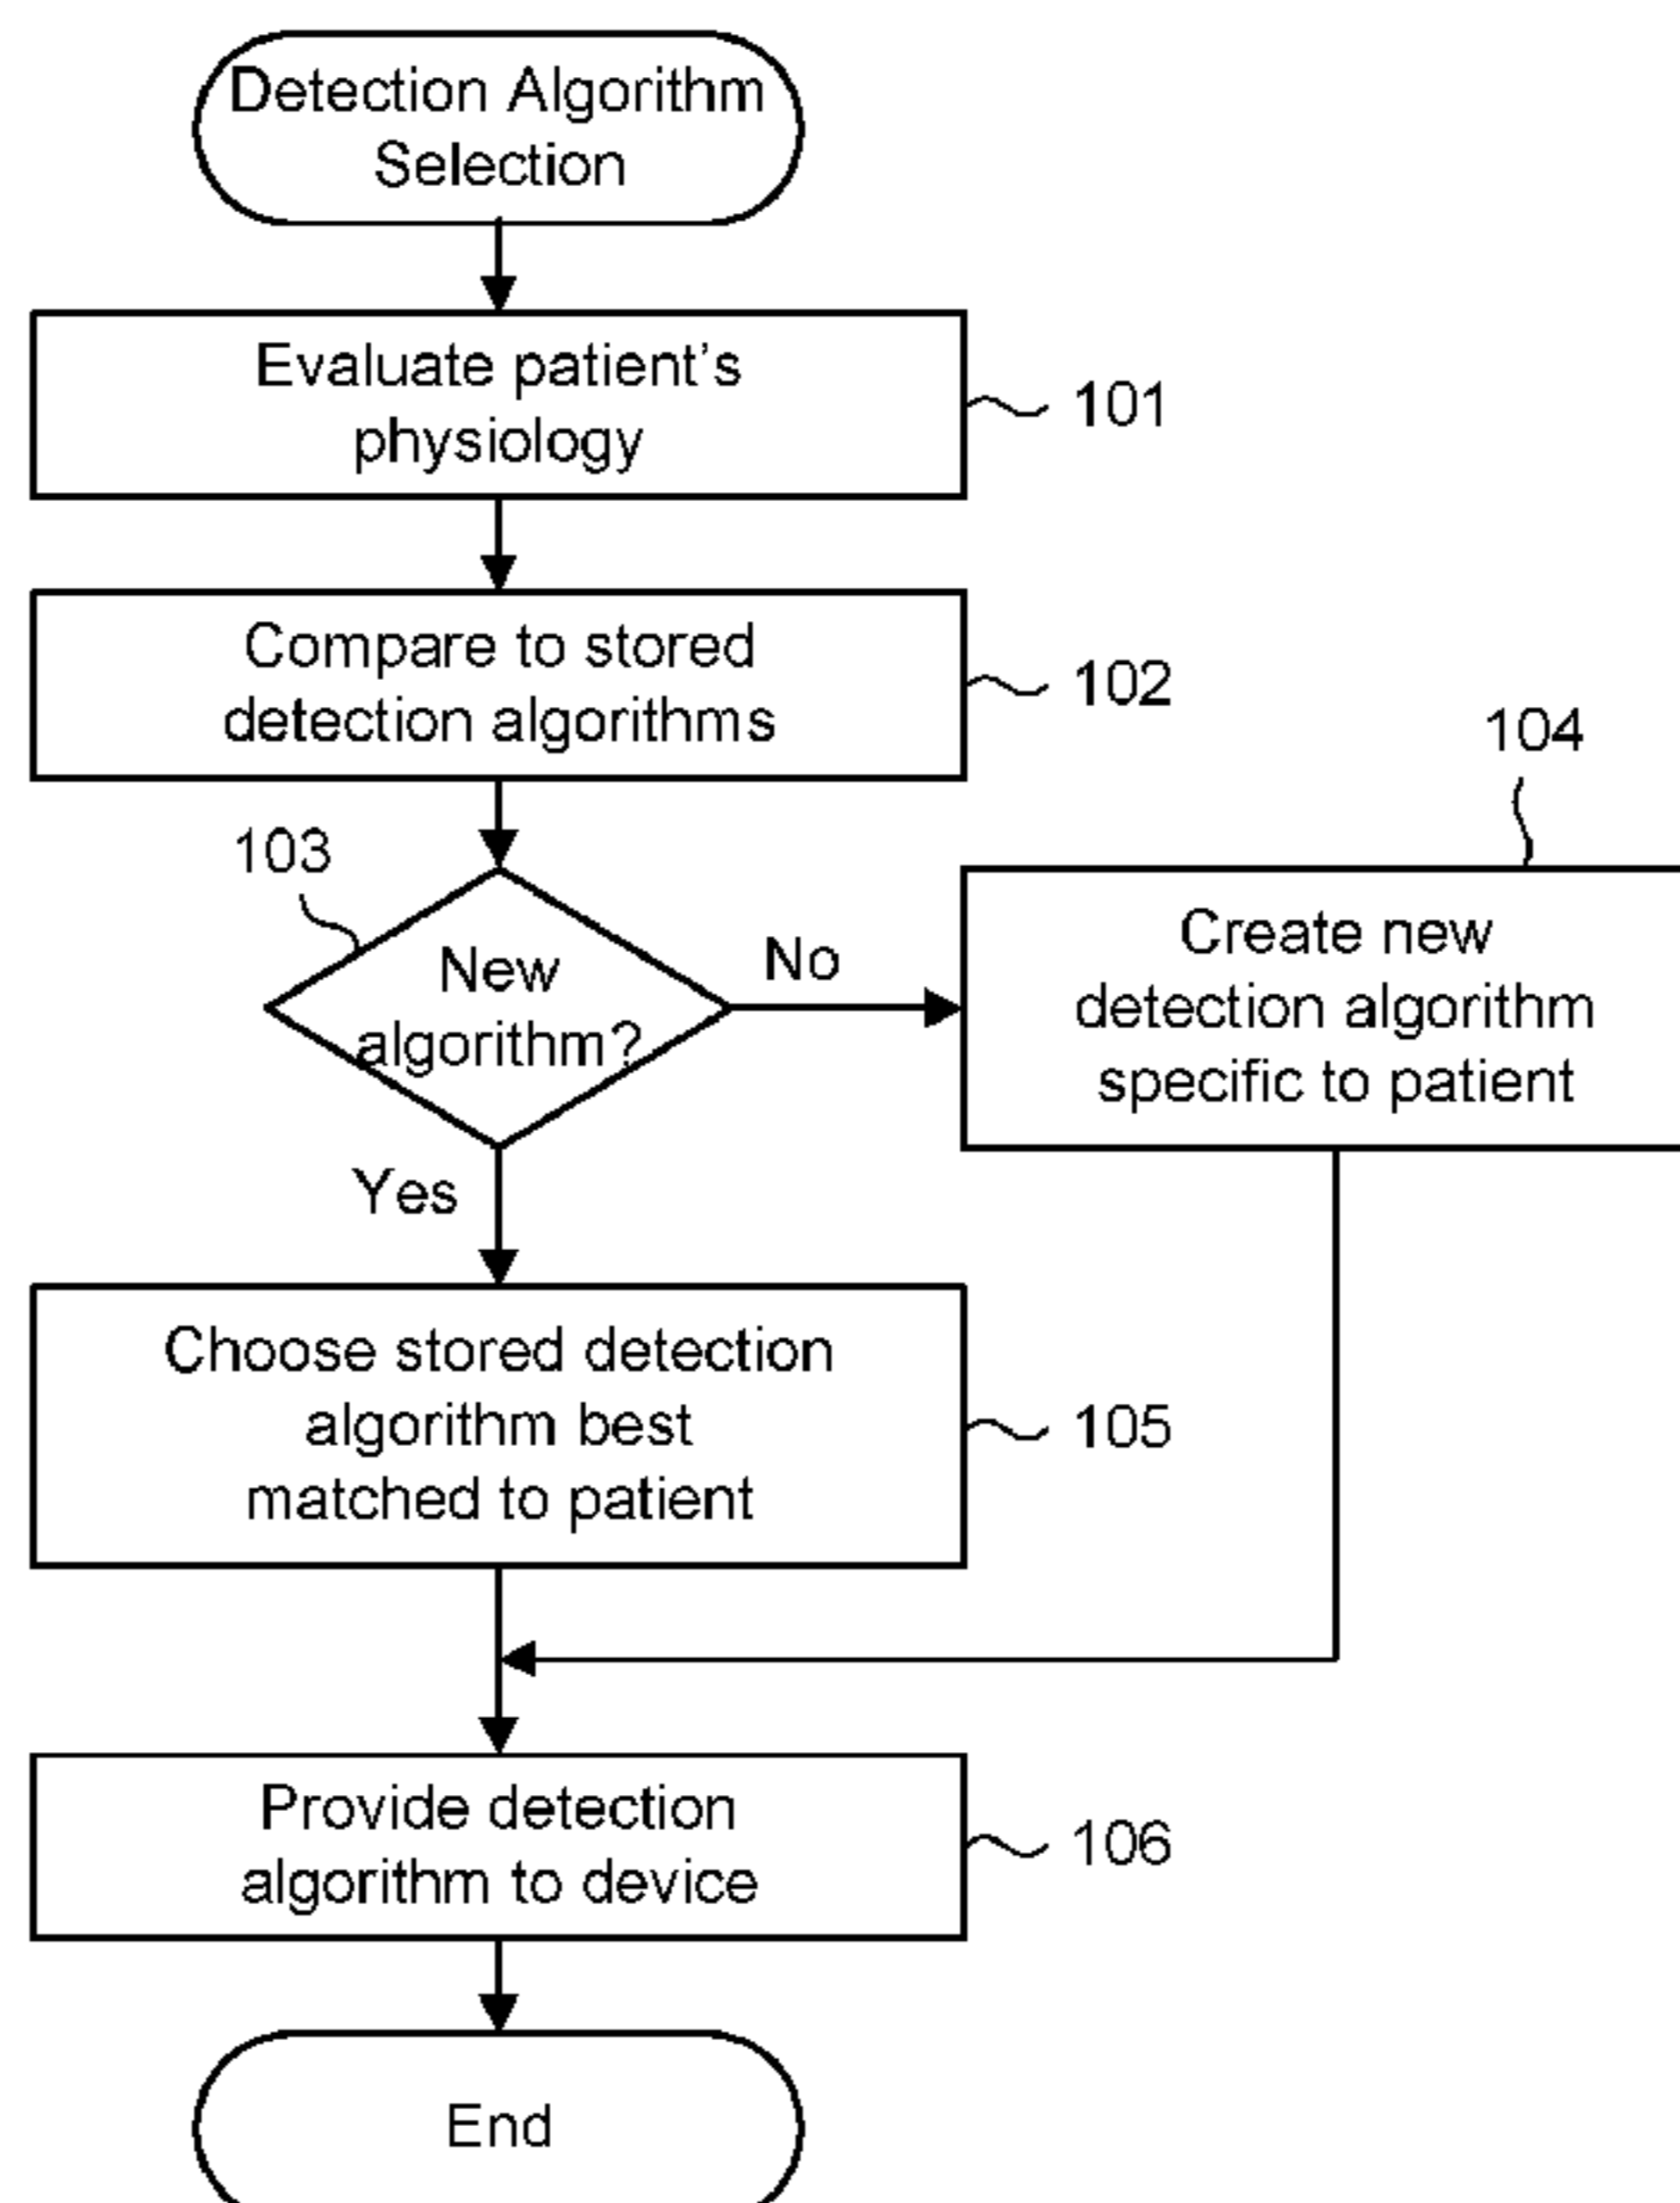 Detection Algorithm
Selection
Evaluate patient's
physiology
101
Compare to stored
detection algorithms
102
103
New
algorithm?
No
104
Create new
detection algorithm
specific to patient
Yes
Choose stored detection
algorithm best
matched to patient
105
Provide detection
algorithm to device
106
End